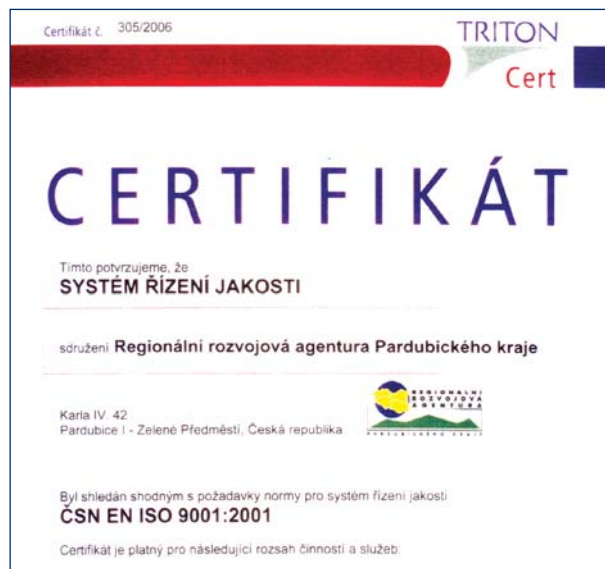 Certifikát č. 305/2006
TRITON
Cert
CERTIFIKÁT
Tímto potvrzujeme, že
SYSTÉM ŘÍZENÍ JAKOSTI
sdružení Regionální rozvojová agentura Pardubického kraje
REGIONÁLNÍ
ROZVOJOVÁ
AGENTURA
PARDUBICKÉHO KRAJE
Karla IV. 42
Pardubice I - Zelené Předměstí, Česká republika
Byl shledán shodným s požadavky normy pro systém řízení jakosti
ČSN EN ISO 9001:2001
Certifikát je platný pro následující rozsah činností a služeb: